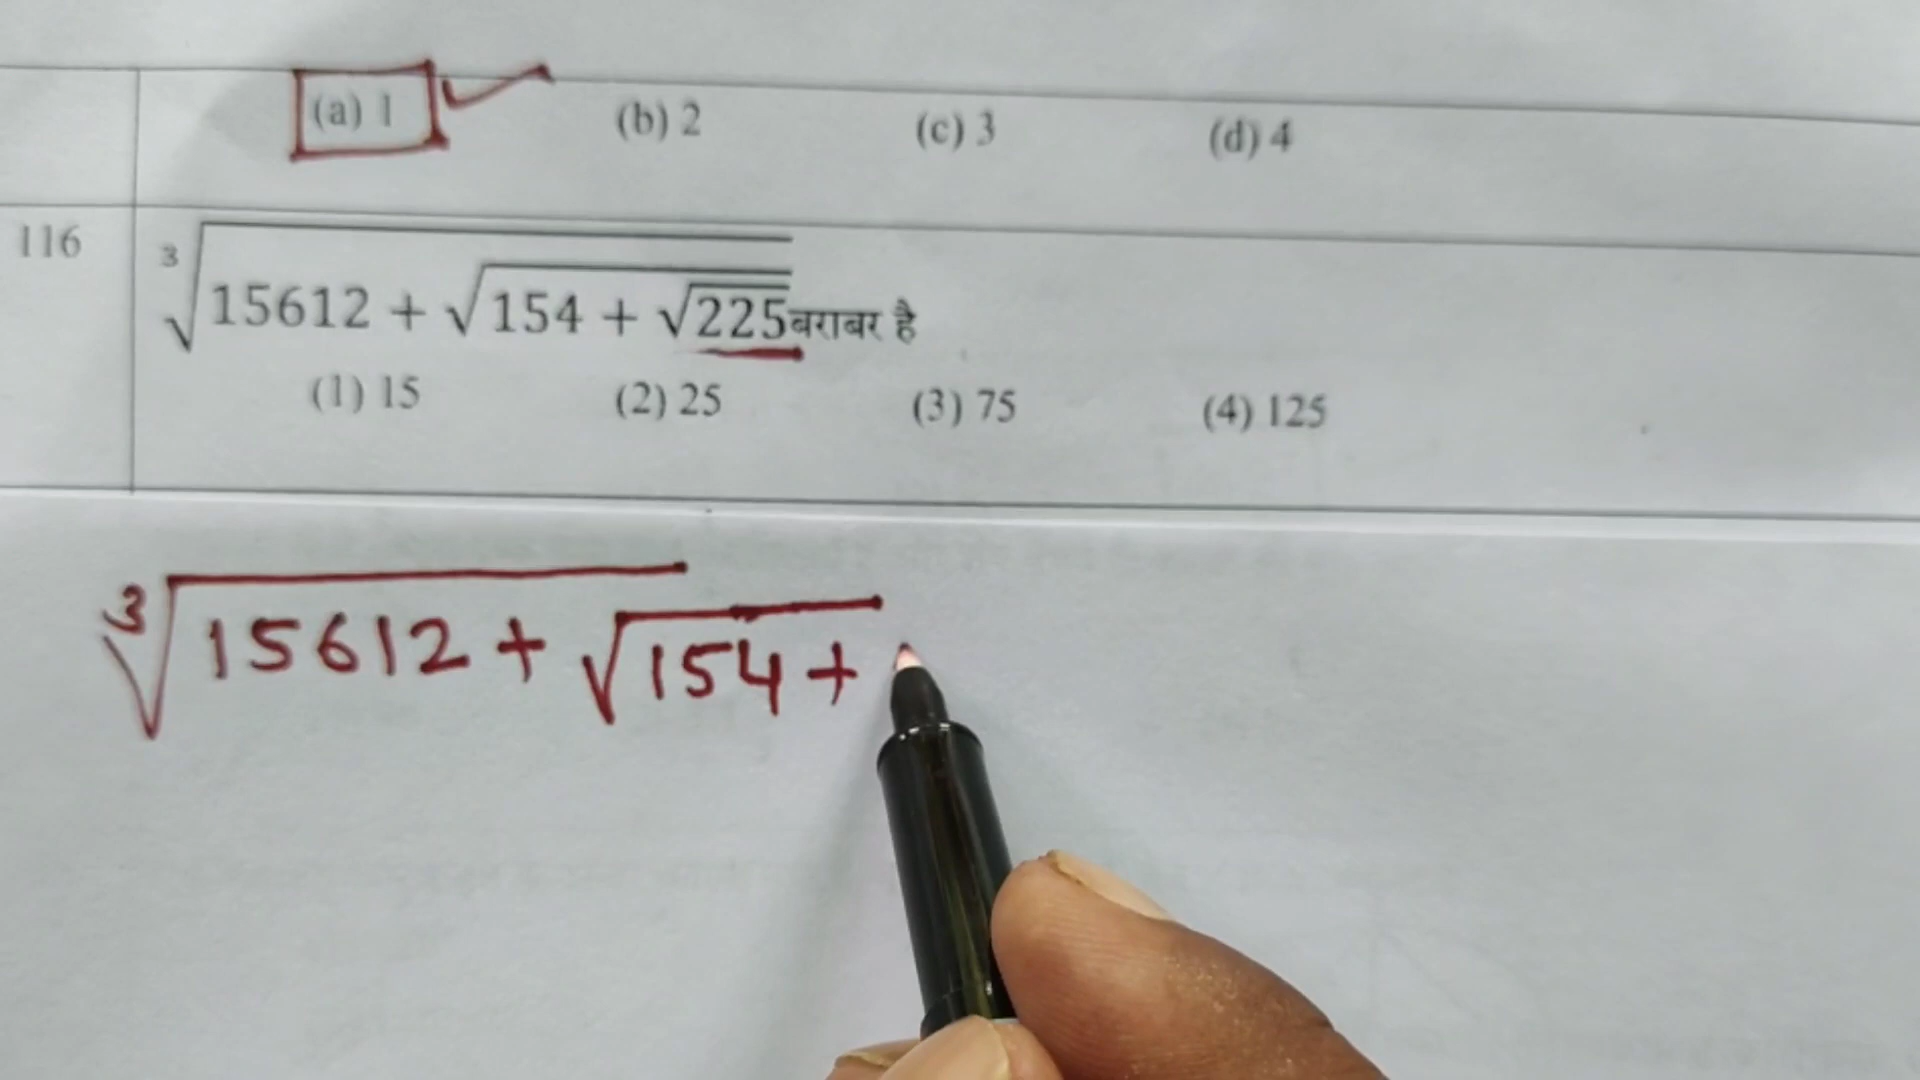 (a) 1 (b) 2 (c) 3 (d) 4
116 ∛(15612 + √(154 + √225)) बराबर है
(1) 15 (2) 25 (3) 75 (4) 125
∛15612 + √154 +